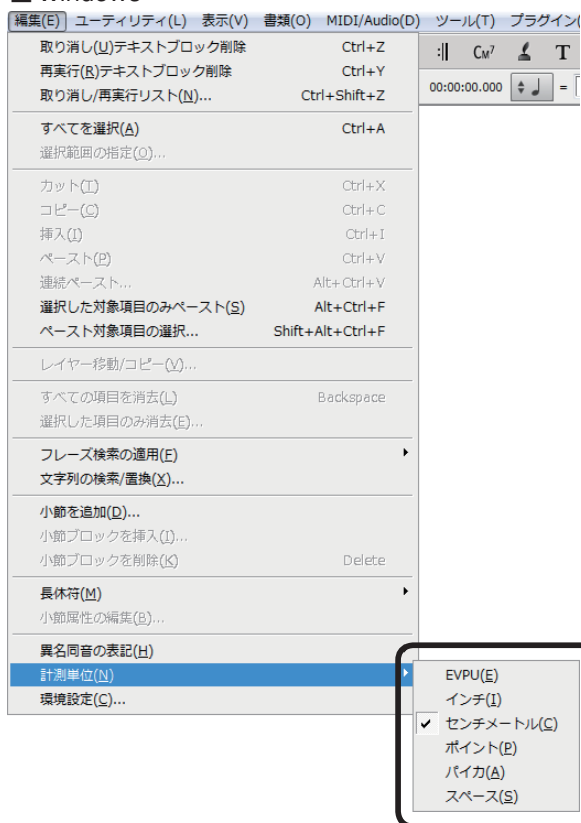 Windows
編集(E) ユーティリティ(L) 表示(V) 書類(O) MIDI/Audio(D) ツール(T) プラグイン(
取り消し(U)テキストブロック削除 Ctrl+Z
再実行(R)テキストブロック削除 Ctrl+Y
取り消し/再実行リスト(N)... Ctrl+Shift+Z
CM7 T
00:00:00.000 =
すべてを選択(A) Ctrl+A
選択範囲の指定(O)...
カット(T) Ctrl+X
コピー(C) Ctrl+C
挿入(I) Ctrl+I
ペースト(P) Ctrl+V
連続ペースト... Alt+Ctrl+V
選択した対象項目のみペースト(S) Alt+Ctrl+F
ペースト対象項目の選択... Shift+Alt+Ctrl+F
レイヤー移動/コピー(V)...
すべての項目を消去(L) Backspace
選択した項目のみ消去(E)...
フレーズ検索の適用(F)
文字列の検索/置換(X)...
小節を追加(D)...
小節ブロックを挿入(I)...
小節ブロックを削除(K) Delete
長休符(M)
小節属性の編集(B)...
異名同音の表記(H)
計測単位(N)
環境設定(C)...
EVPU(E)
インチ(I)
センチメートル(C)
ポイント(P)
パイカ(A)
スペース(S)